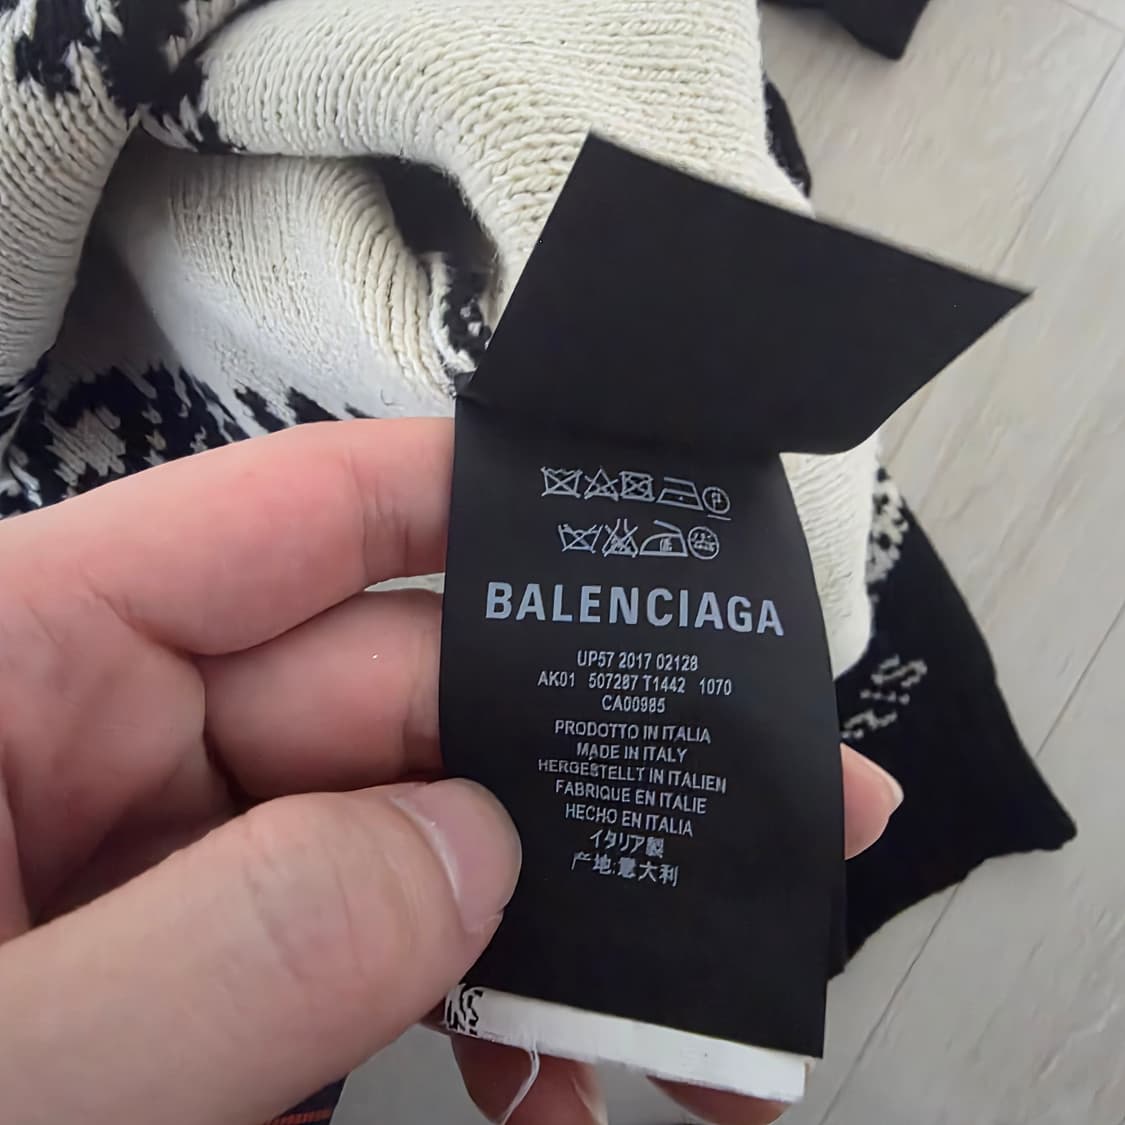 BALENCIAGA
UP57 2017 02128
AK01 507287 T1442 1070
CA00985
PRODOTTO IN ITALIA
MADE IN ITALY
HERGESTELLT IN ITALIEN
FABRIQUE EN ITALIE
HECHO EN ITALIA
イタリア製
产地:意大利